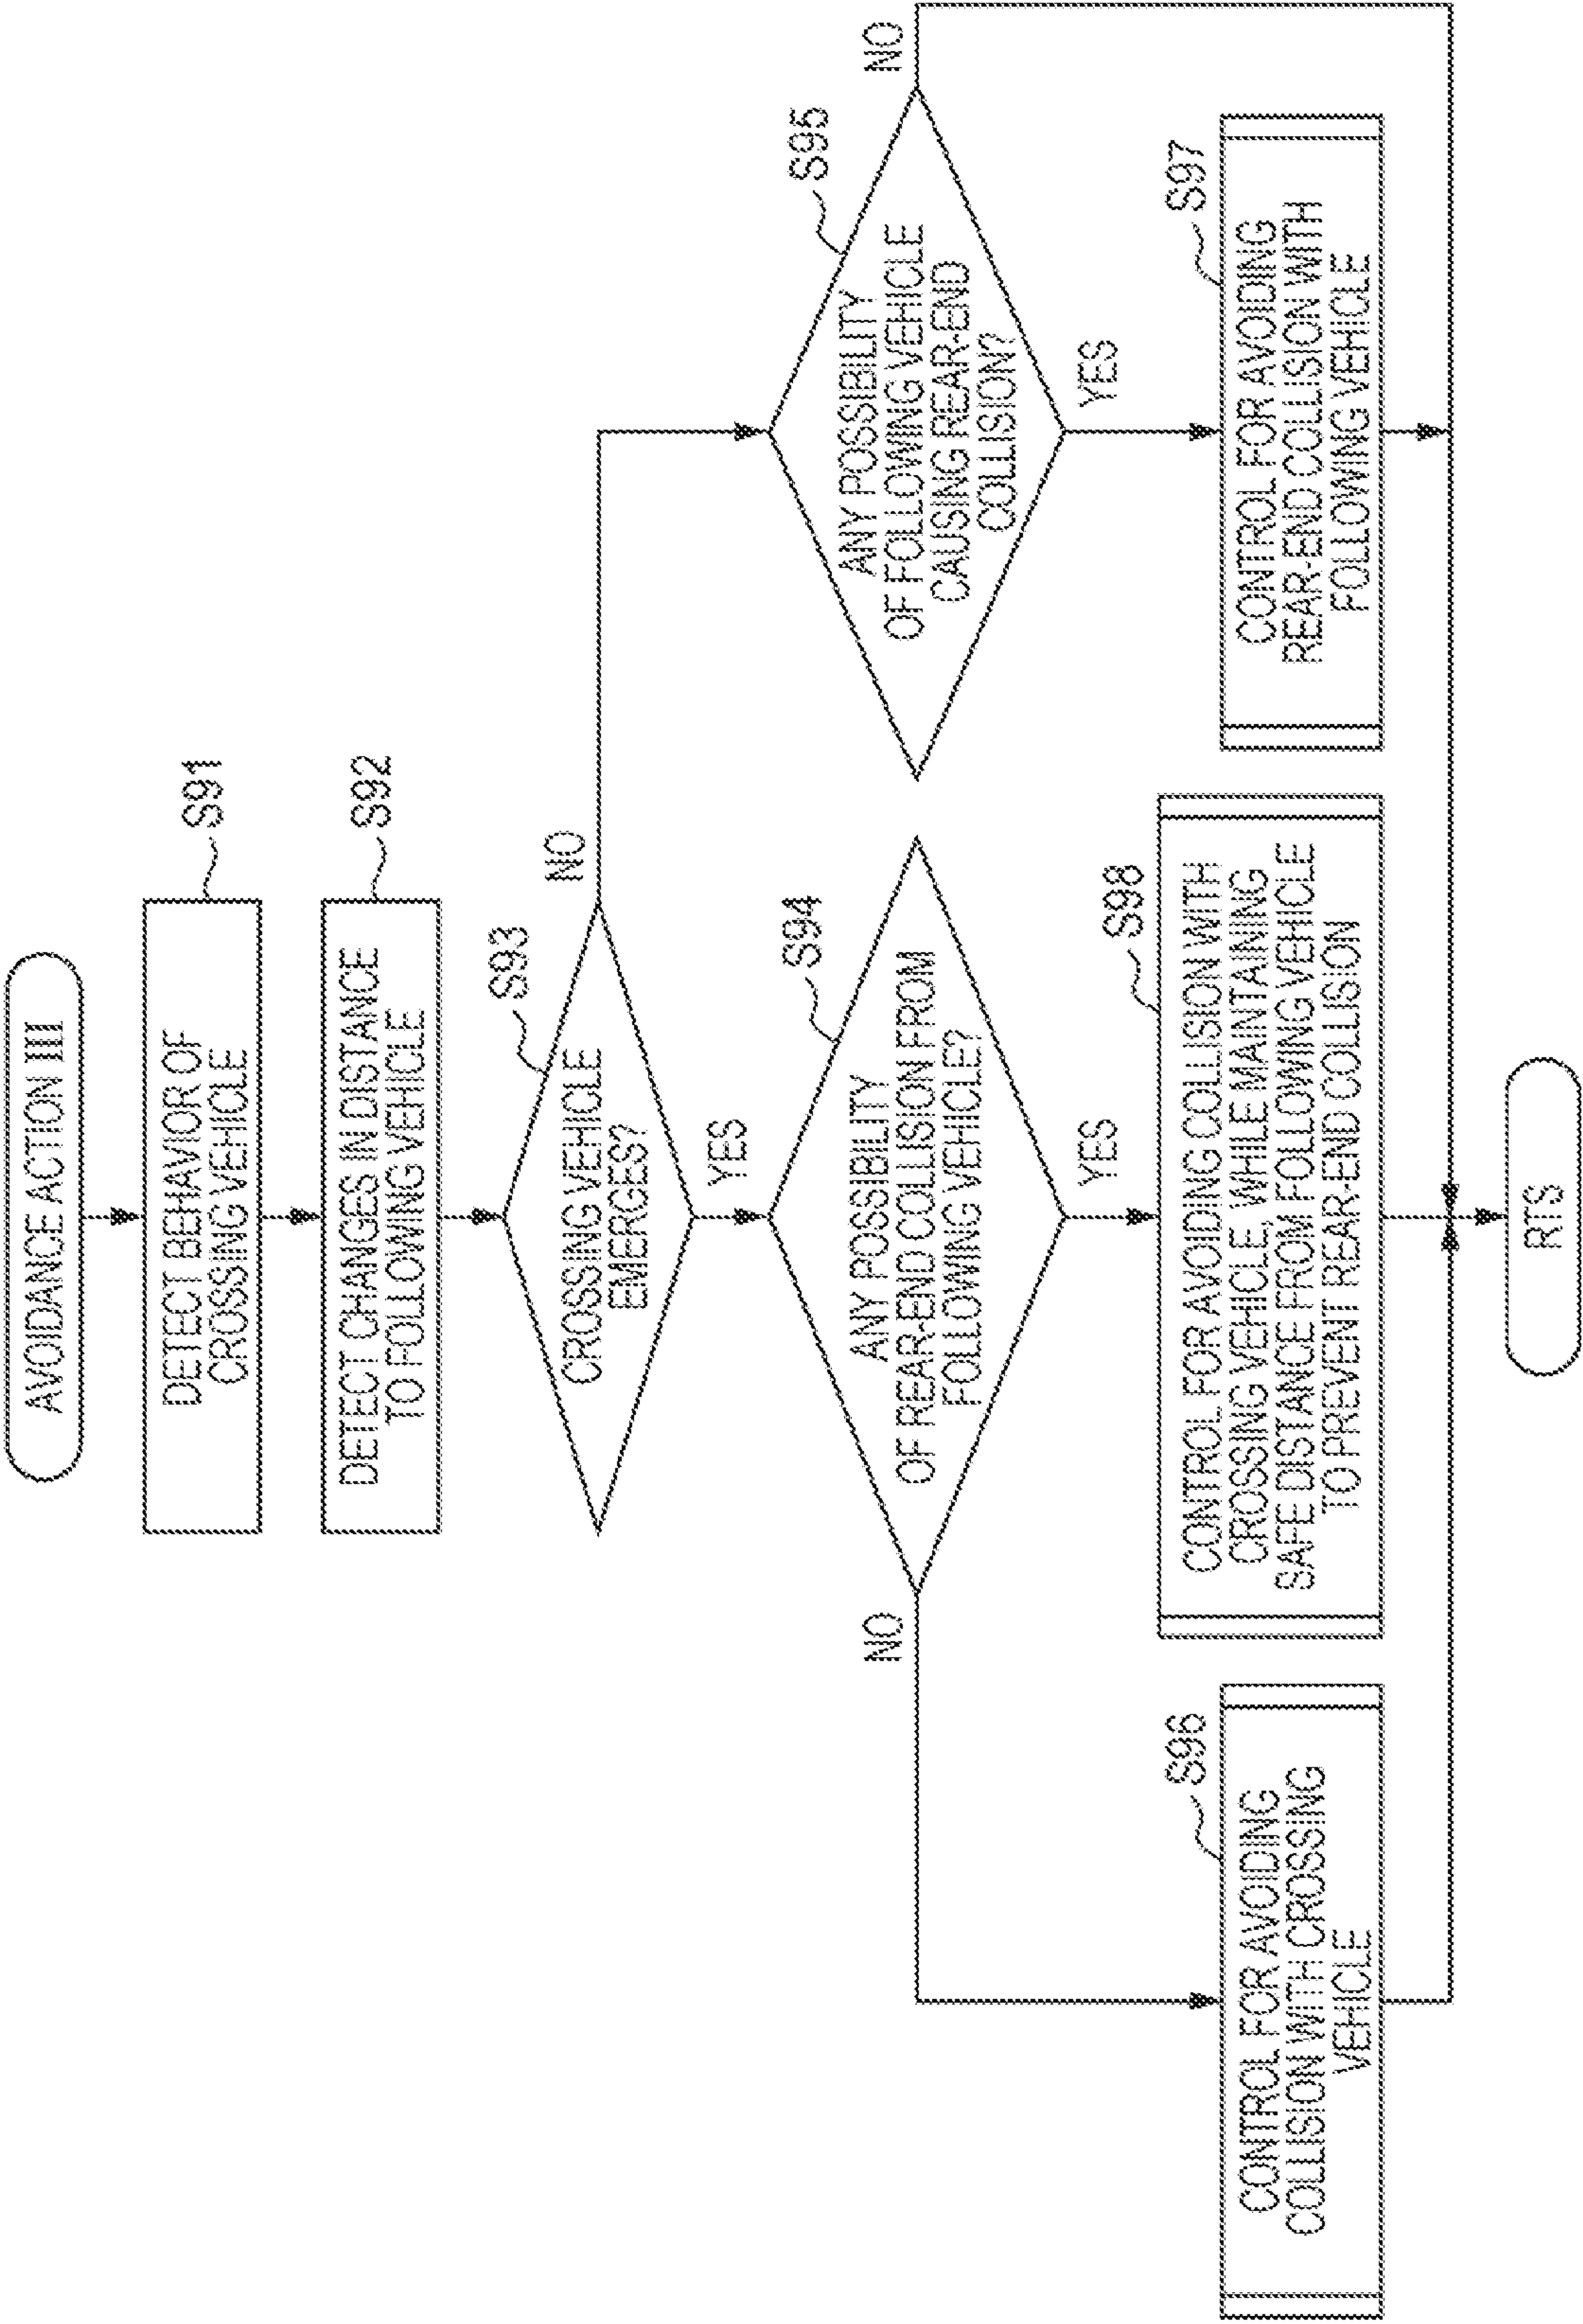 AVOIDANCE ACTION III
S91
DETECT BEHAVIOR OF
CROSSING VEHICLE
S92
DETECT CHANGES IN DISTANCE
TO FOLLOWING VEHICLE
S93
CROSSING VEHICLE
EMERGES?
NO
YES
S94
ANY POSSIBILITY
OF REAR-END COLLISION FROM
FOLLOWING VEHICLE?
NO
YES
S95
ANY POSSIBILITY
OF FOLLOWING VEHICLE
CAUSING REAR-END
COLLISION?
NO
YES
S96
CONTROL FOR AVOIDING
COLLISION WITH CROSSING
VEHICLE
S98
CONTROL FOR AVOIDING COLLISION WITH
CROSSING VEHICLE, WHILE MAINTAINING
SAFE DISTANCE FROM FOLLOWING VEHICLE
TO PREVENT REAR-END COLLISION
S97
CONTROL FOR AVOIDING
REAR-END COLLISION WITH
FOLLOWING VEHICLE
RTS